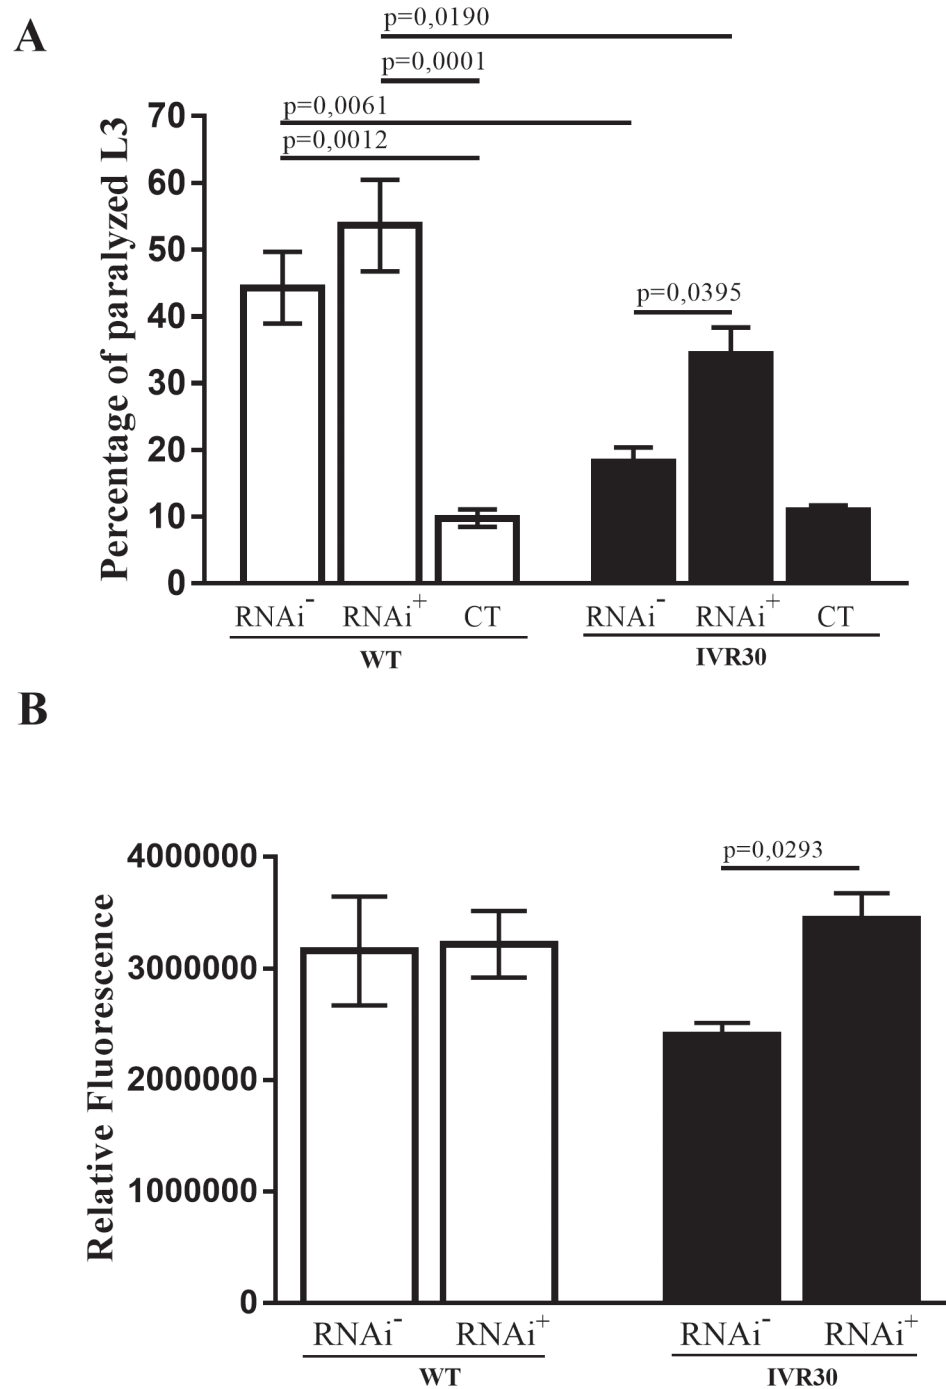 A
p=0,0190
p=0,0001
p=0,0061
p=0,0012
Percentage of paralyzed L3
70
60
50
40
30
20
10
0
p=0,0395
RNAi⁻ RNAi⁺ CT RNAi⁻ RNAi⁺ CT
WT IVR30
B
Relative Fluorescence
4000000
3000000
2000000
1000000
0
p=0,0293
RNAi⁻ RNAi⁺ RNAi⁻ RNAi⁺
WT IVR30